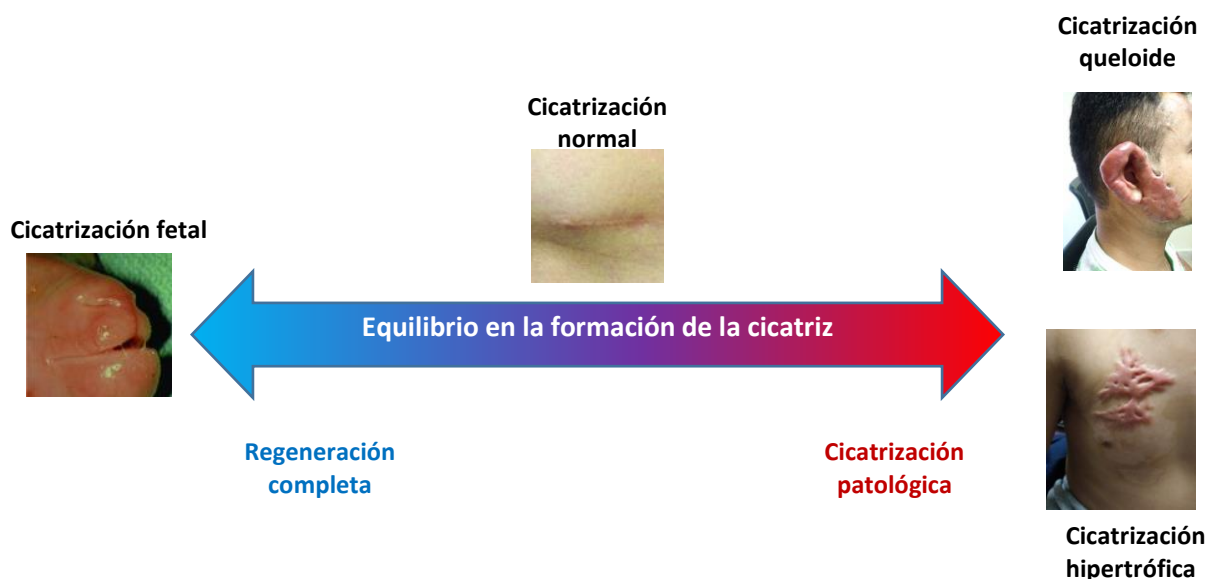 Cicatrización
queloide
Cicatrización
normal
Cicatrización fetal
Equilibrio en la formación de la cicatriz
Regeneración
completa
Cicatrización
patológica
Cicatrización
hipertrófica